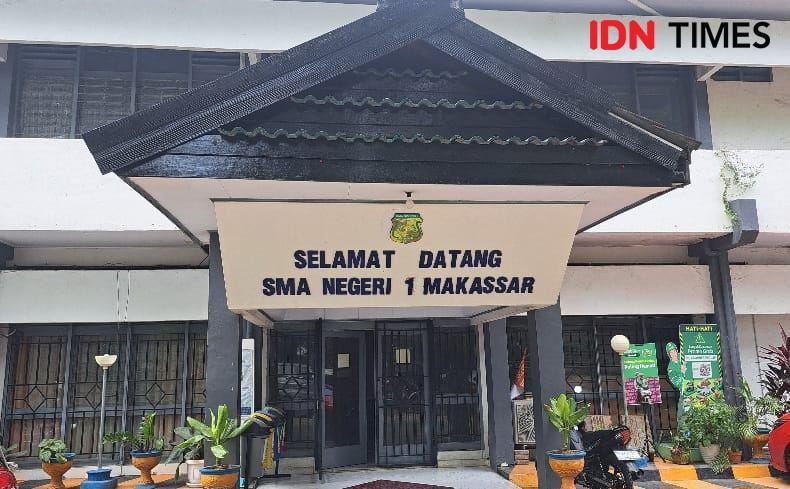 IDN TIMES
SELAMAT DATANG
SMA NEGERI 1 MAKASSAR
HATI-HATI